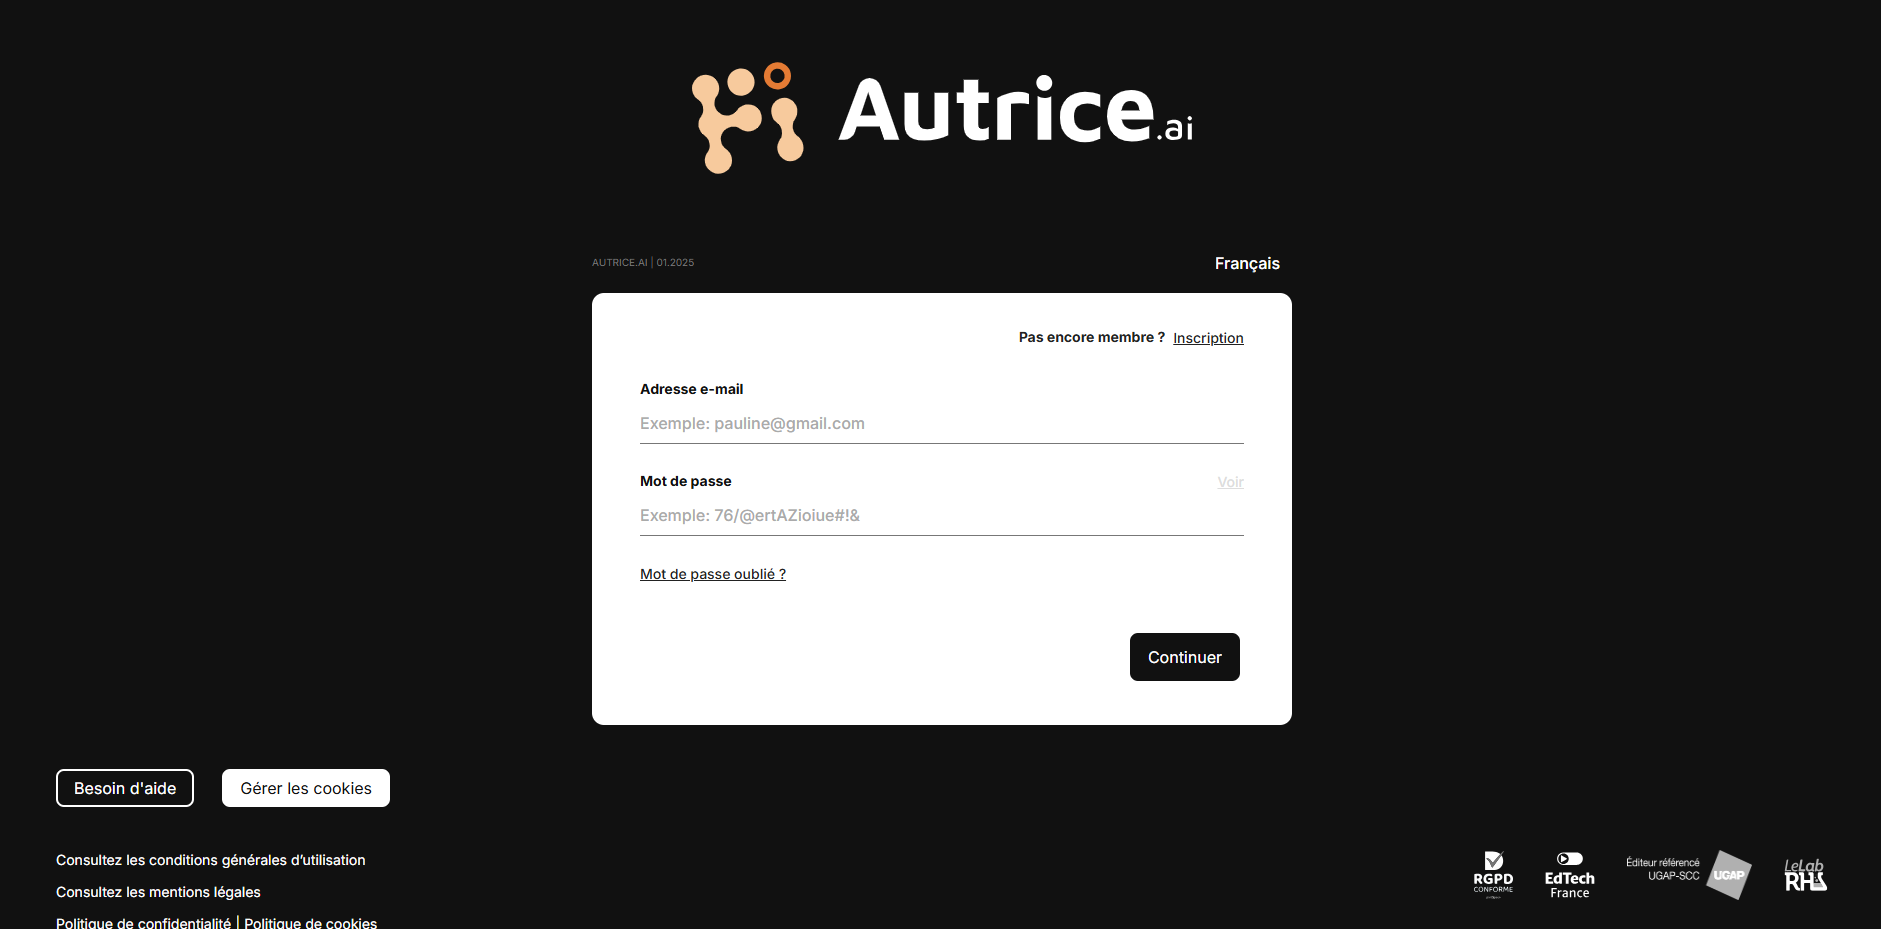 Autrice.ai
AUTRICE.AI | 01.2025
Français
Pas encore membre ? Inscription
Adresse e-mail
Exemple: pauline@gmail.com
Mot de passe
Voir
Exemple: 76/@ertAZioiue#!&
Mot de passe oublié ?
Continuer
Besoin d'aide
Gérer les cookies
Consultez les conditions générales d’utilisation
Consultez les mentions légales
Politique de confidentialité | Politique de cookies
RGPD
CONFORME
EdTech
France
Éditeur référencé
UGAP-SCC
UGAP
LeLab
RH